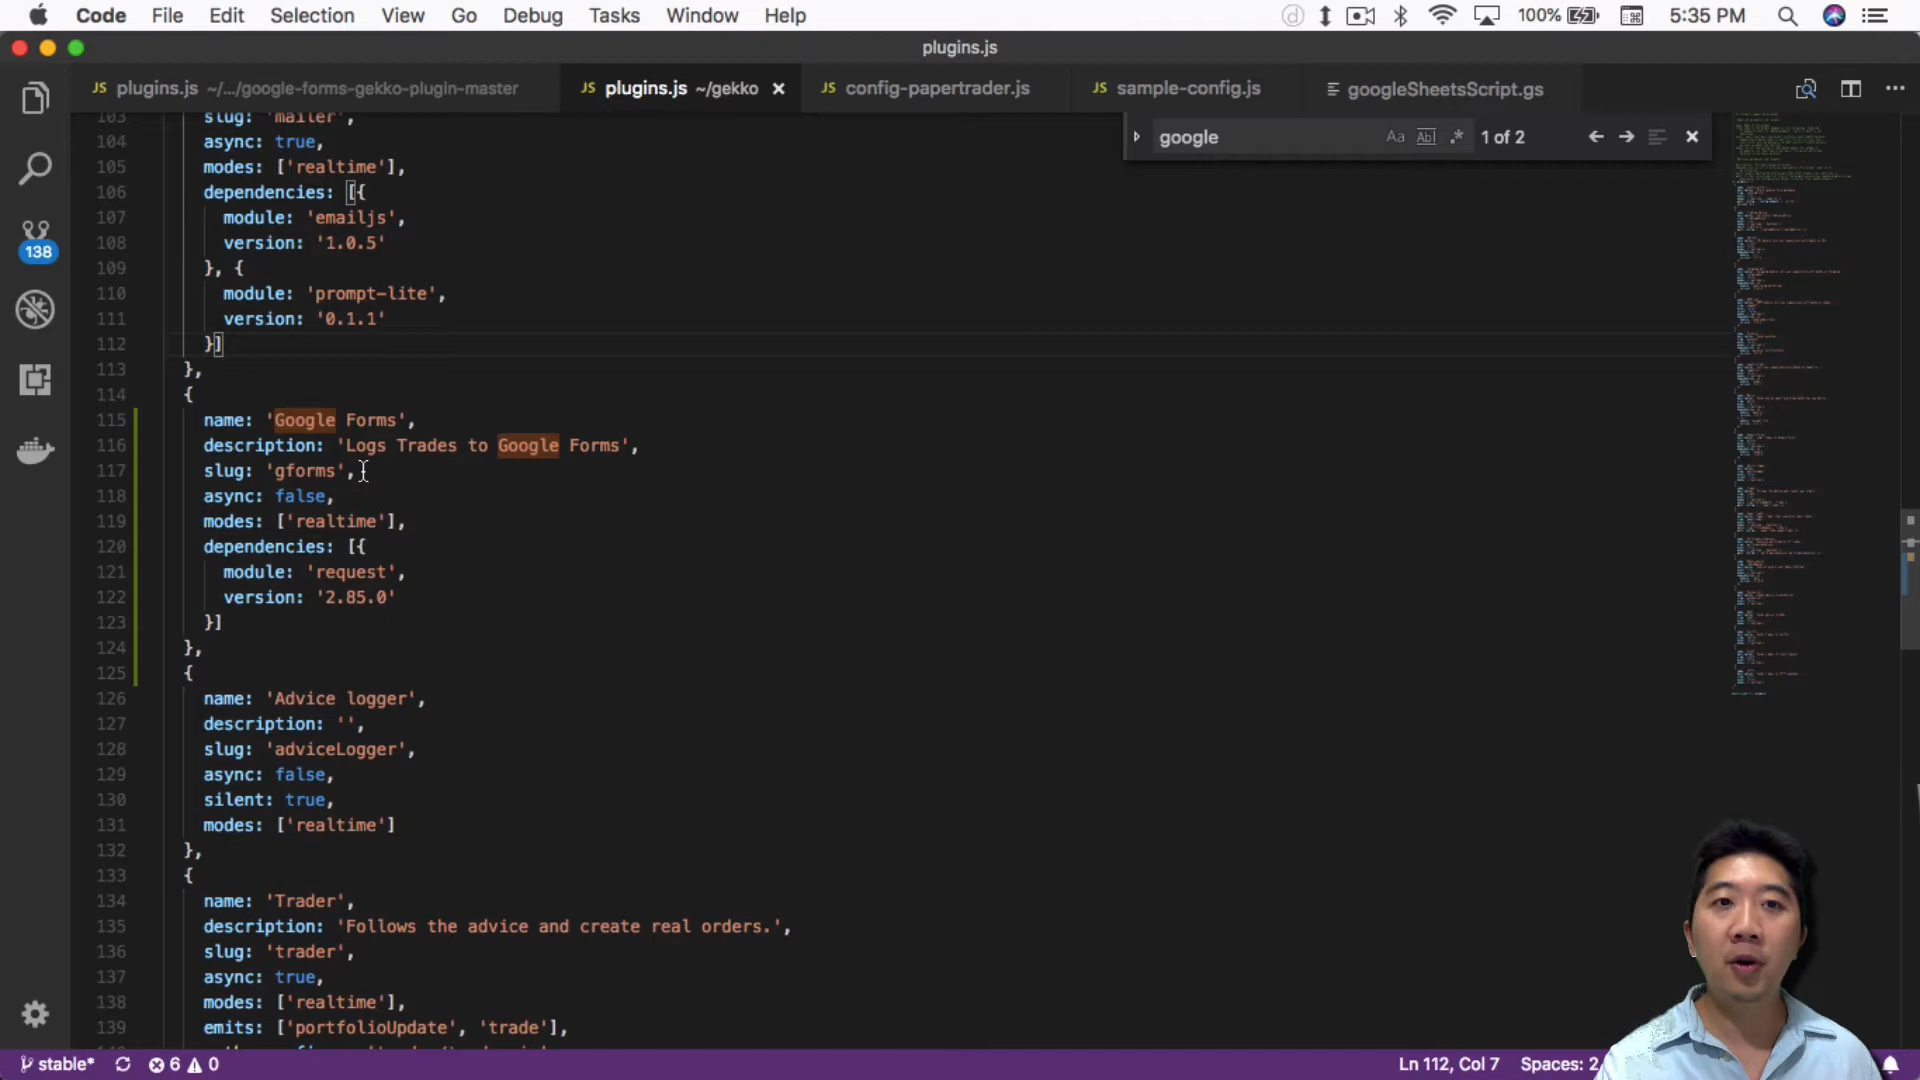 Code File Edit Selection View Go Debug Tasks Window Help 100% 5:35 PM
plugins.js
JS plugins.js ~/.../google-forms-gekko-plugin-master JS plugins.js ~/gekko JS config-papertrader.js JS sample-config.js googleSheetsScript.gs
google Aa Abl .* 1 of 2
103 slug: 'mailer',
104 async: true,
105 modes: ['realtime'],
106 dependencies: [{
107 module: 'emailjs',
108 version: '1.0.5'
109 }, {
110 module: 'prompt-lite',
111 version: '0.1.1'
112 }]
113 },
114 {
115 name: 'Google Forms',
116 description: 'Logs Trades to Google Forms',
117 slug: 'gforms',
118 async: false,
119 modes: ['realtime'],
120 dependencies: [{
121 module: 'request',
122 version: '2.85.0'
123 }]
124 },
125 {
126 name: 'Advice logger',
127 description: '',
128 slug: 'adviceLogger',
129 async: false,
130 silent: true,
131 modes: ['realtime']
132 },
133 {
134 name: 'Trader',
135 description: 'Follows the advice and create real orders.',
136 slug: 'trader',
137 async: true,
138 modes: ['realtime'],
139 emits: ['portfolioUpdate', 'trade'],
138
stable* 6 0 Ln 112, Col 7 Spaces: 2